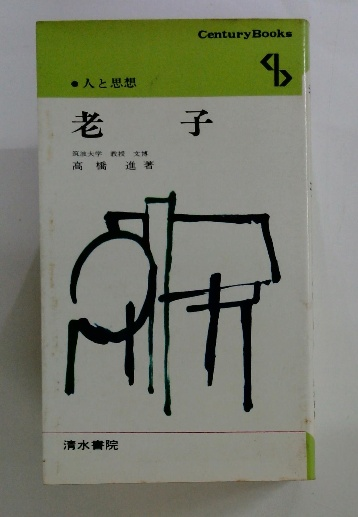 Century Books
●人と思想
老子
筑波大学 教授 文博
高橋 進 著
清水書院